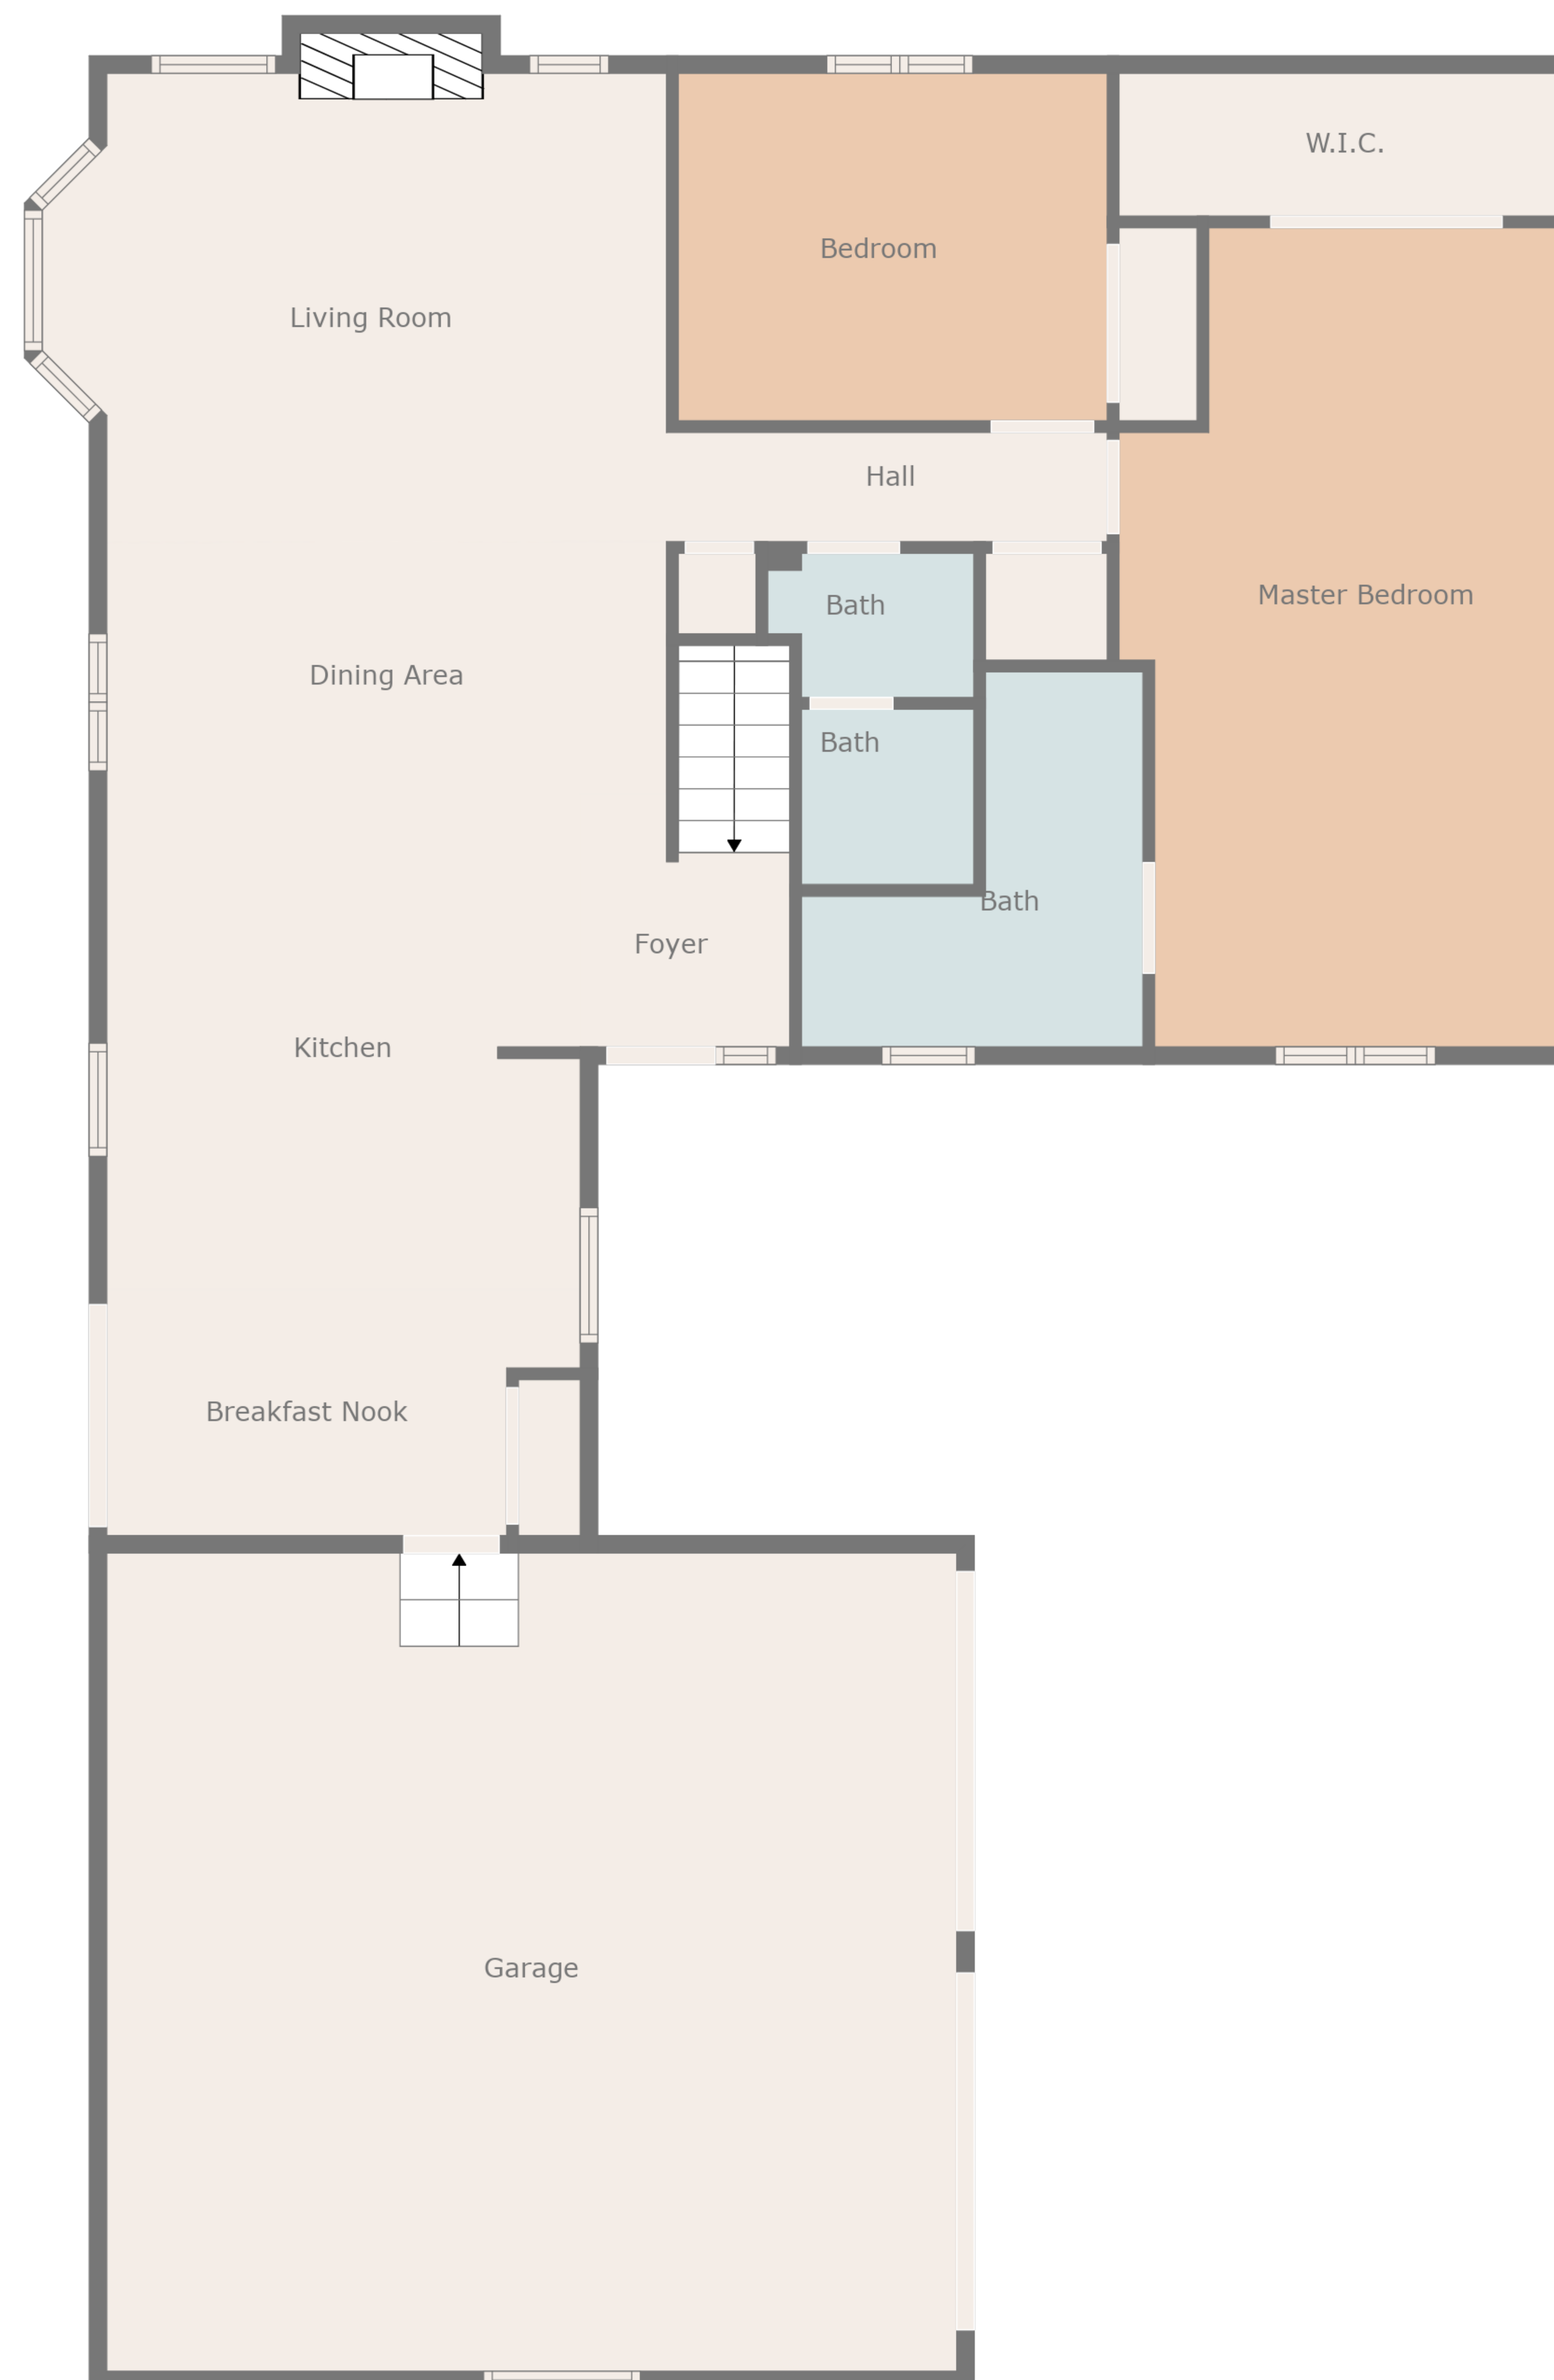 W.I.C.
Bedroom
Living Room
Hall
Master Bedroom
Bath
Dining Area
Bath
Bath
Foyer
Kitchen
Breakfast Nook
Garage